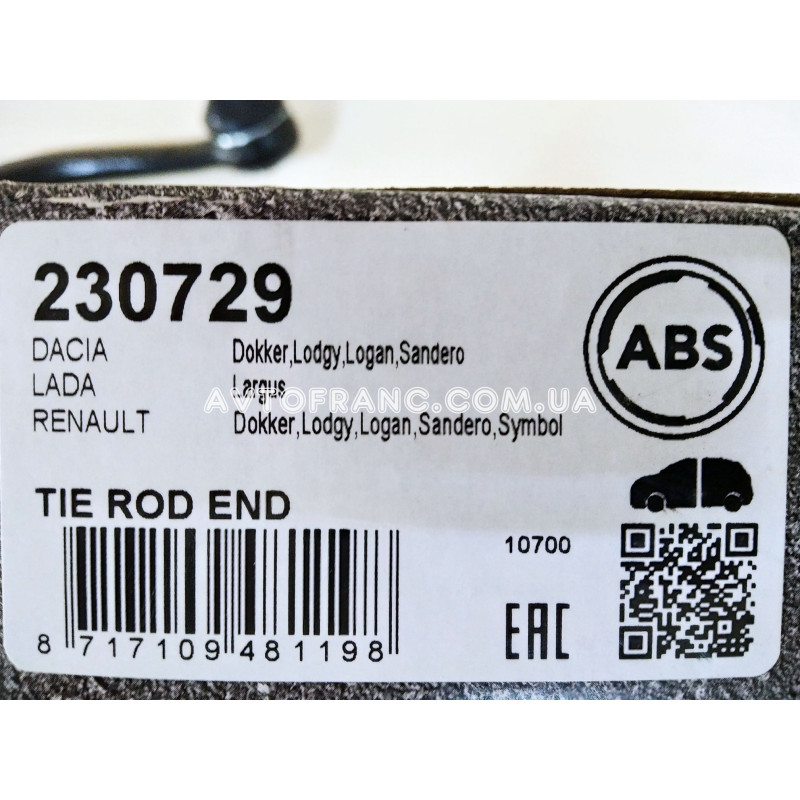 230729
ABS
DACIA Dokker,Lodgy,Logan,Sandero
LADA Largus
RENAULT Dokker,Lodgy,Logan,Sandero,Symbol
AVTOFRANC.COM.UA
TIE ROD END
10700
EAC
8 717109 481198